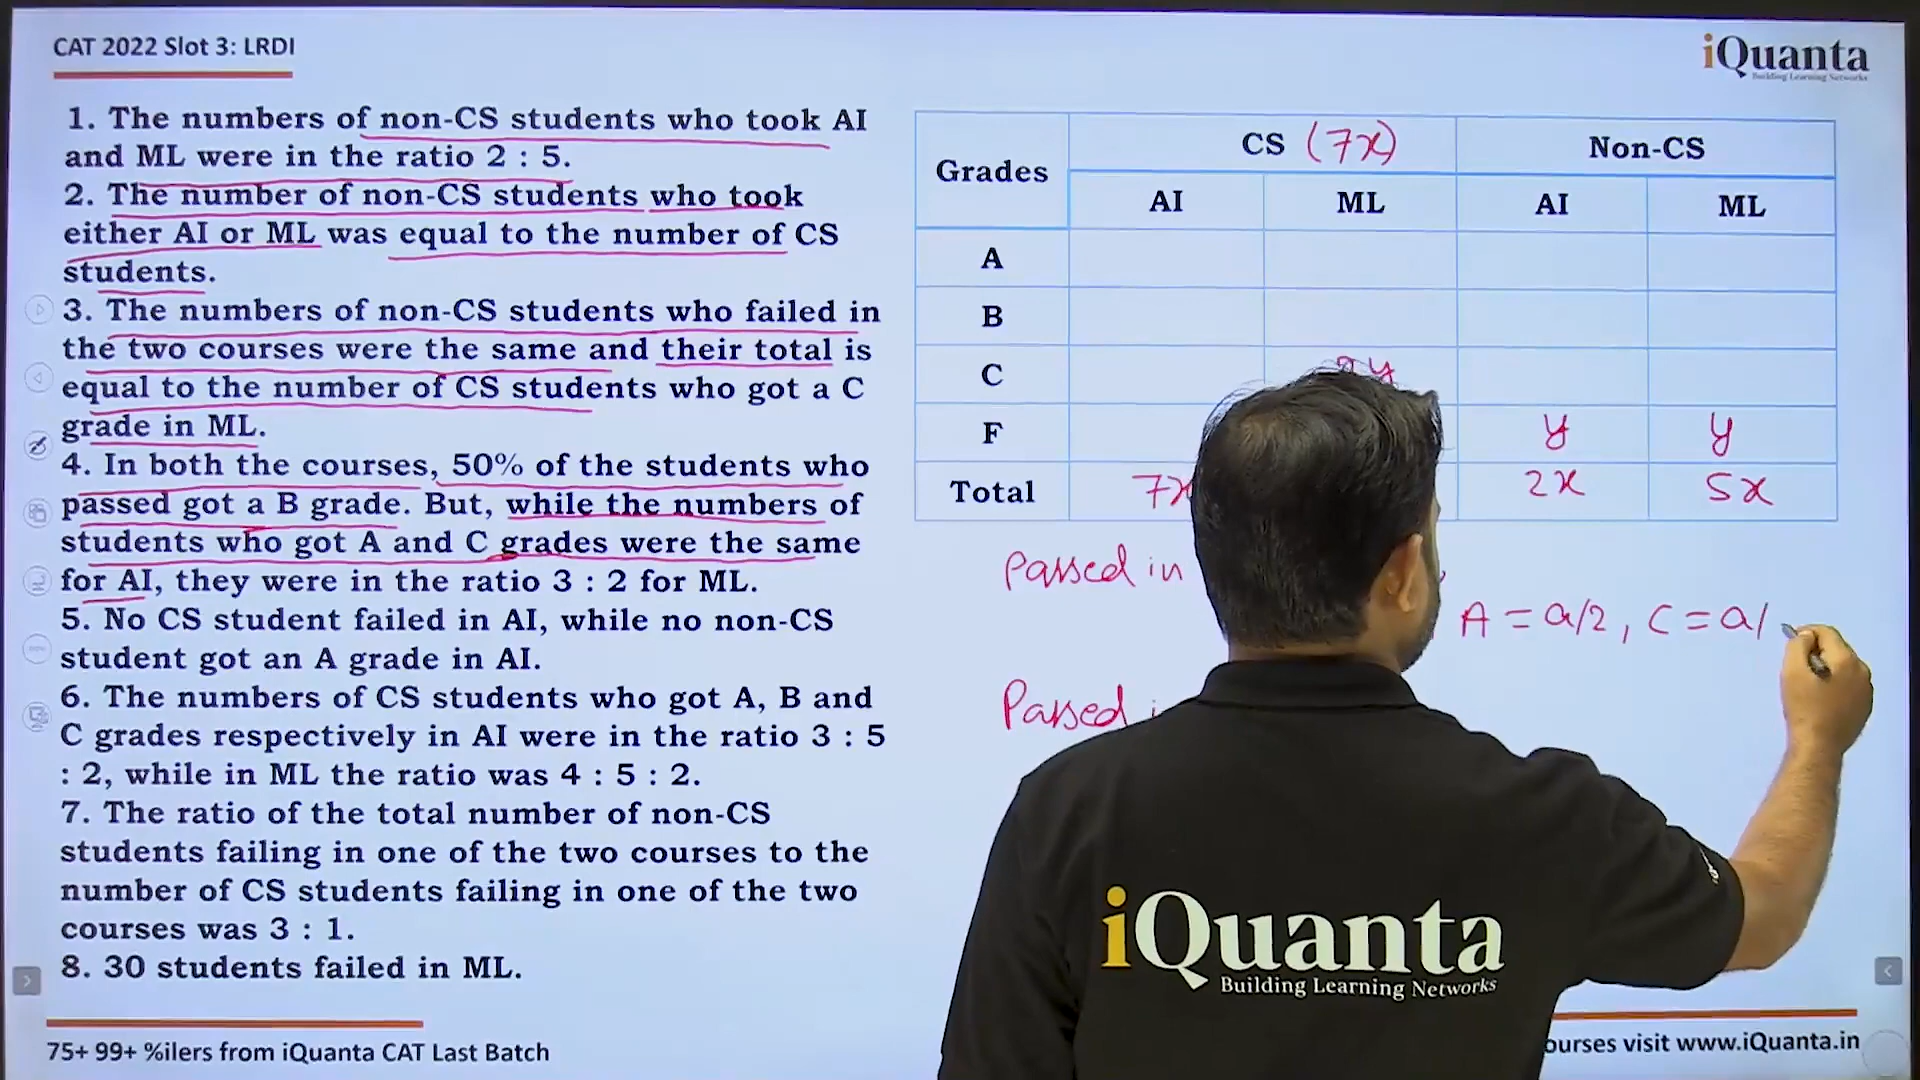 CAT 2022 Slot 3: LRDI
iQuanta
Building Learning Networks
1. The numbers of non-CS students who took AI
and ML were in the ratio 2 : 5.
2. The number of non-CS students who took
either AI or ML was equal to the number of CS
students.
3. The numbers of non-CS students who failed in
the two courses were the same and their total is
equal to the number of CS students who got a C
grade in ML.
4. In both the courses, 50% of the students who
passed got a B grade. But, while the numbers of
students who got A and C grades were the same
for AI, they were in the ratio 3 : 2 for ML.
5. No CS student failed in AI, while no non-CS
student got an A grade in AI.
6. The numbers of CS students who got A, B and
C grades respectively in AI were in the ratio 3 : 5
: 2, while in ML the ratio was 4 : 5 : 2.
7. The ratio of the total number of non-CS
students failing in one of the two courses to the
number of CS students failing in one of the two
courses was 3 : 1.
8. 30 students failed in ML.
Grades CS (7x) Non-CS
AI ML AI ML
A
B
C 2y
F y y
Total 7x 2x 5x
Passed in
A = a/2, C = a/
Passed
iQuanta
Building Learning Networks
75+ 99+ %ilers from iQuanta CAT Last Batch
ourses visit www.iQuanta.in